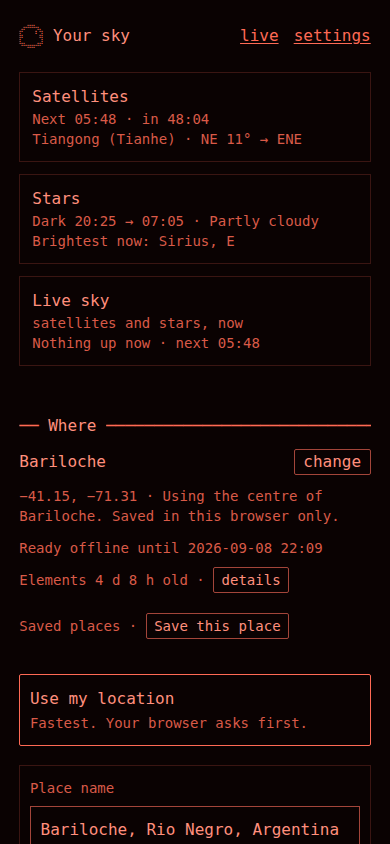 Your sky
live settings
Satellites
Next 05:48 · in 48:04
Tiangong (Tianhe) · NE 11° → ENE
Stars
Dark 20:25 → 07:05 · Partly cloudy
Brightest now: Sirius, E
Live sky
satellites and stars, now
Nothing up now · next 05:48
Where
Bariloche
change
−41.15, −71.31 · Using the centre of
Bariloche. Saved in this browser only.
Ready offline until 2026-09-08 22:09
Elements 4 d 8 h old · details
Saved places · Save this place
Use my location
Fastest. Your browser asks first.
Place name
Bariloche, Rio Negro, Argentina